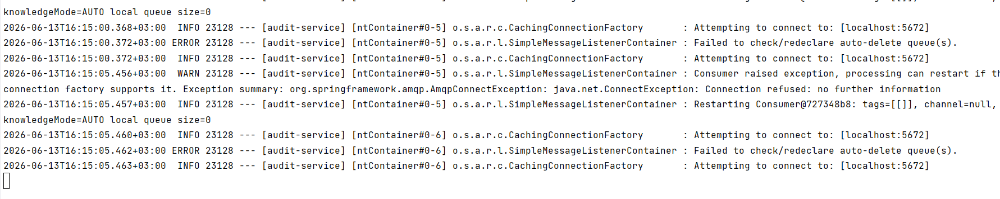 knowledgeMode=AUTO local queue size=0
2026-06-13T16:15:00.368+03:00  INFO 23128 --- [audit-service] [ntContainer#0-5] o.s.a.r.c.CachingConnectionFactory       : Attempting to connect to: [localhost:5672]
2026-06-13T16:15:00.372+03:00 ERROR 23128 --- [audit-service] [ntContainer#0-5] o.s.a.r.l.SimpleMessageListenerContainer : Failed to check/redeclare auto-delete queue(s).
2026-06-13T16:15:00.372+03:00  INFO 23128 --- [audit-service] [ntContainer#0-5] o.s.a.r.c.CachingConnectionFactory       : Attempting to connect to: [localhost:5672]
2026-06-13T16:15:05.456+03:00  WARN 23128 --- [audit-service] [ntContainer#0-5] o.s.a.r.l.SimpleMessageListenerContainer : Consumer raised exception, processing can restart if
connection factory supports it. Exception summary: org.springframework.amqp.AmqpConnectException: java.net.ConnectException: Connection refused: no further information
2026-06-13T16:15:05.457+03:00  INFO 23128 --- [audit-service] [ntContainer#0-5] o.s.a.r.l.SimpleMessageListenerContainer : Restarting Consumer@727348b8: tags=[[]], channel=null,
knowledgeMode=AUTO local queue size=0
2026-06-13T16:15:05.460+03:00  INFO 23128 --- [audit-service] [ntContainer#0-6] o.s.a.r.c.CachingConnectionFactory       : Attempting to connect to: [localhost:5672]
2026-06-13T16:15:05.462+03:00 ERROR 23128 --- [audit-service] [ntContainer#0-6] o.s.a.r.l.SimpleMessageListenerContainer : Failed to check/redeclare auto-delete queue(s).
2026-06-13T16:15:05.463+03:00  INFO 23128 --- [audit-service] [ntContainer#0-6] o.s.a.r.c.CachingConnectionFactory       : Attempting to connect to: [localhost:5672]